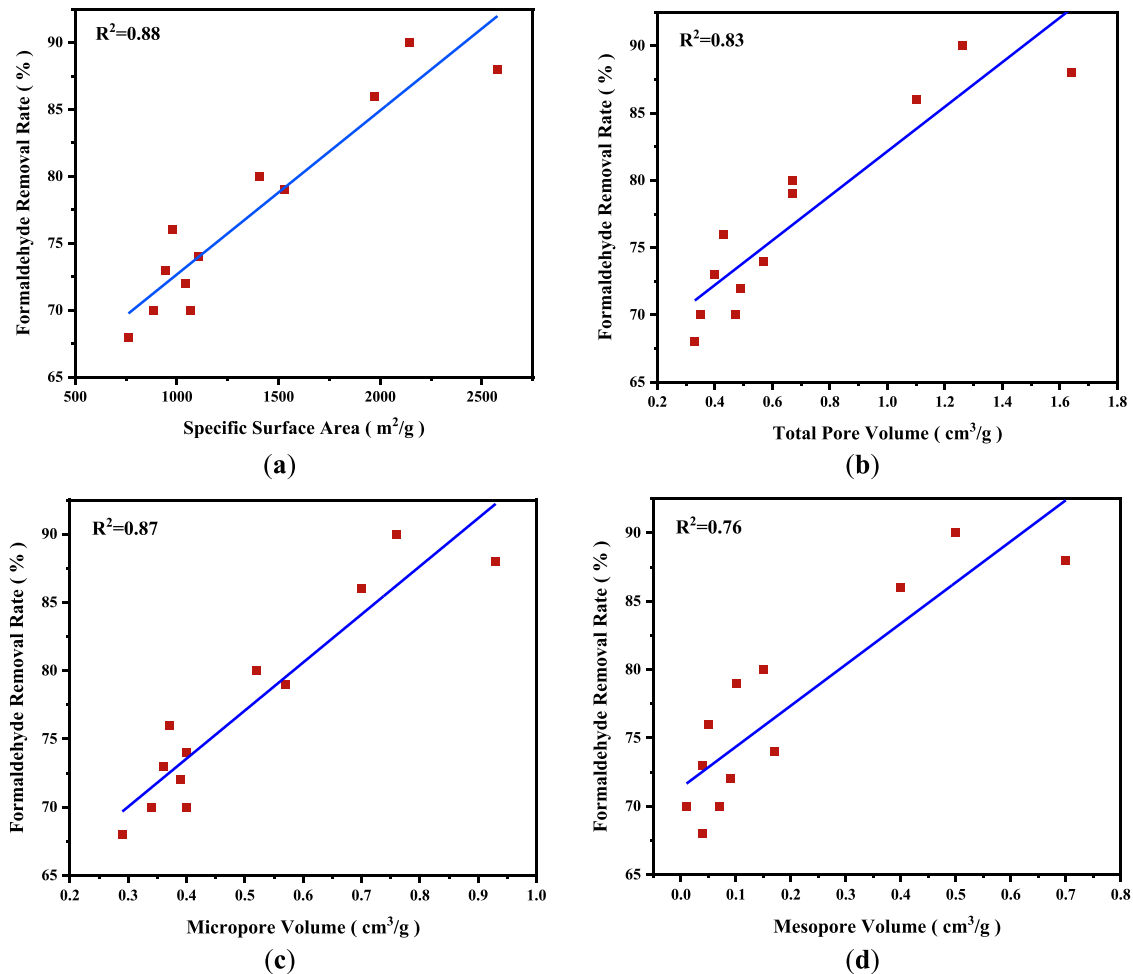 R²=0.88
Formaldehyde Removal Rate ( % )
90
85
80
75
70
65
500 1000 1500 2000 2500
Specific Surface Area ( m²/g )
(a)
R²=0.83
Formaldehyde Removal Rate ( % )
90
85
80
75
70
65
0.2 0.4 0.6 0.8 1.0 1.2 1.4 1.6 1.8
Total Pore Volume ( cm³/g )
(b)
R²=0.87
Formaldehyde Removal Rate ( % )
90
85
80
75
70
65
0.2 0.3 0.4 0.5 0.6 0.7 0.8 0.9 1.0
Micropore Volume ( cm³/g )
(c)
R²=0.76
Formaldehyde Removal Rate ( % )
90
85
80
75
70
65
0.0 0.1 0.2 0.3 0.4 0.5 0.6 0.7 0.8
Mesopore Volume ( cm³/g )
(d)